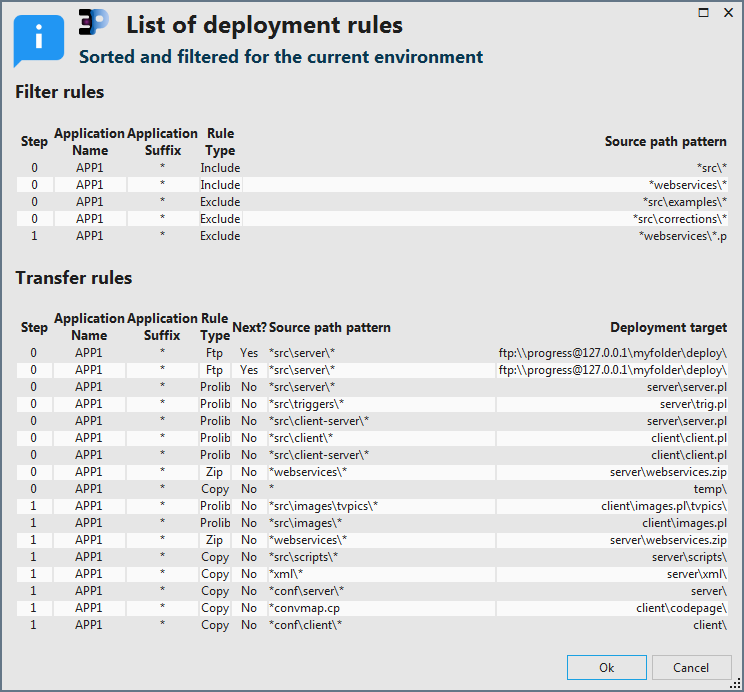 3P List of deployment rules
Sorted and filtered for the current environment
Filter rules
Step Application Name Application Suffix Rule Type Source path pattern
0 APP1 * Include *src\*
0 APP1 * Include *webservices\*
0 APP1 * Exclude *src\examples\*
0 APP1 * Exclude *src\corrections\*
1 APP1 * Exclude *webservices\*.p
Transfer rules
Step Application Name Application Suffix Rule Type Next? Source path pattern Deployment target
0 APP1 * Ftp Yes *src\server\* ftp:\\progress@127.0.0.1\myfolder\deploy\
0 APP1 * Ftp Yes *src\server\* ftp:\\progress@127.0.0.1\myfolder\deploy\
0 APP1 * Prolib No *src\server\* server\server.pl
0 APP1 * Prolib No *src\triggers\* server\trig.pl
0 APP1 * Prolib No *src\client-server\* server\server.pl
0 APP1 * Prolib No *src\client\* client\client.pl
0 APP1 * Prolib No *src\client-server\* client\client.pl
0 APP1 * Zip No *webservices\* server\webservices.zip
0 APP1 * Copy No * temp\
1 APP1 * Prolib No *src\images\tvpics\* client\images.pl\tvpics\
1 APP1 * Prolib No *src\images\* client\images.pl
1 APP1 * Zip No *webservices\* server\webservices.zip
1 APP1 * Copy No *src\scripts\* server\scripts\
1 APP1 * Copy No *xml\* server\xml\
1 APP1 * Copy No *conf\server\* server\
1 APP1 * Copy No *convmap.cp client\codepage\
1 APP1 * Copy No *conf\client\* client\
Ok Cancel